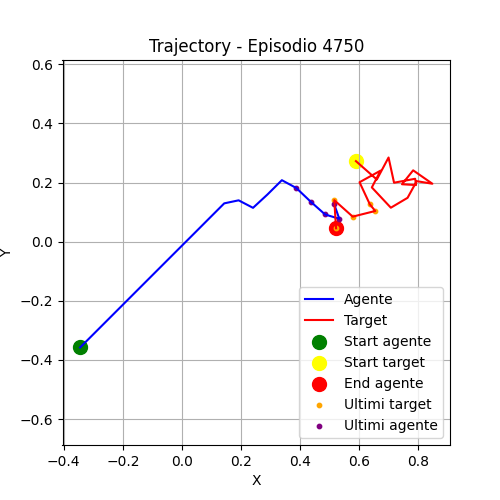 Trajectory - Episodio 4750
0.6
0.4
0.2
0.0
−0.2
−0.4
−0.6
Y
−0.4
−0.2
0.0
0.2
0.4
0.6
0.8
X
Agente
Target
Start agente
Start target
End agente
Ultimi target
Ultimi agente